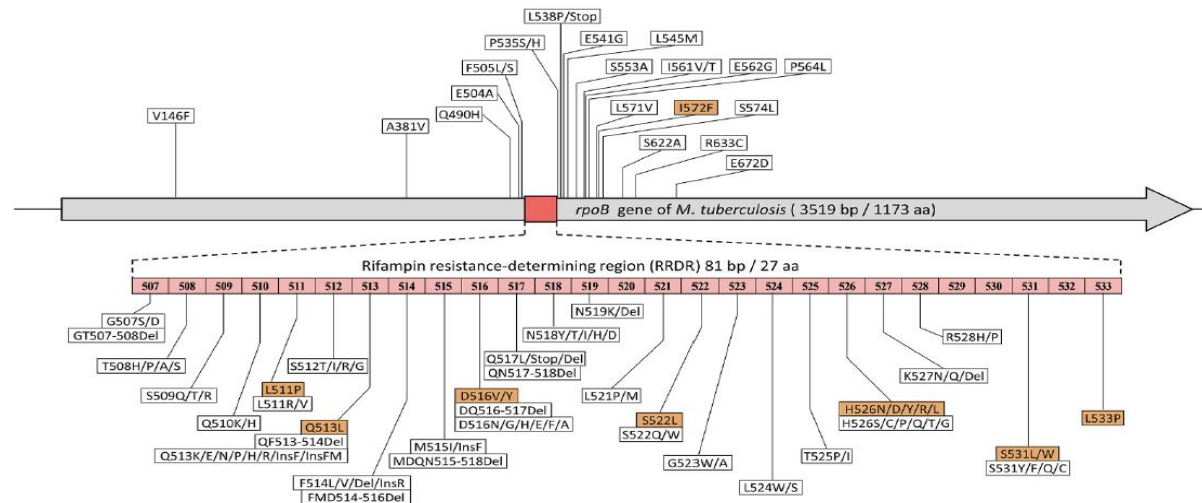 L538P/Stop
P535S/H
E541G
L545M
F505L/S
S553A
I561V/T
E562G
P564L
E504A
Q490H
V146F
A381V
L571V
I572F
S574L
S622A
R633C
E672D
rpoB gene of M. tuberculosis ( 3519 bp / 1173 aa)
Rifampin resistance-determining region (RRDR) 81 bp / 27 aa
507 508 509 510 511 512 513 514 515 516 517 518 519 520 521 522 523 524 525 526 527 528 529 530 531 532 533
G507S/D
GT507-508Del
T508H/P/A/S
S509Q/T/R
Q510K/H
L511P
L511R/V
S512T/I/R/G
Q513L
QF513-514Del
Q513K/E/N/P/H/R/InsF/InsFM
F514L/V/Del/InsR
FMD514-516Del
M515I/InsF
MDQN515-518Del
D516V/Y
DQ516-517Del
D516N/G/H/E/F/A
Q517L/Stop/Del
QN517-518Del
N518Y/T/I/H/D
N519K/Del
L521P/M
S522L
S522Q/W
G523W/A
L524W/S
T525P/I
H526N/D/Y/R/L
H526S/C/P/Q/T/G
K527N/Q/Del
R528H/P
S531L/W
S531Y/F/Q/C
L533P